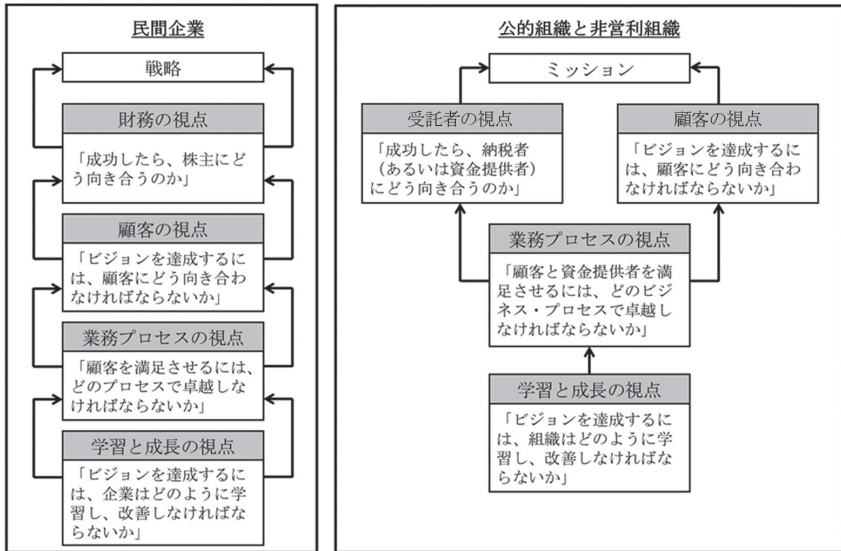 民間企業
戦略
財務の視点
「成功したら、株主にど
う向き合うのか」
顧客の視点
「ビジョンを達成するに
は、顧客にどう向き合わ
なければならないか」
業務プロセスの視点
「顧客を満足させるには、
どのプロセスで卓越しな
ければならないか」
学習と成長の視点
「ビジョンを達成するに
は、企業はどのように学
習し、改善しなければな
らないか」
公的組織と非営利組織
ミッション
受託者の視点
「成功したら、納税者
（あるいは資金提供者）
にどう向き合うのか」
顧客の視点
「ビジョンを達成するに
は、顧客にどう向き合わ
なければならないか」
業務プロセスの視点
「顧客と資金提供者を満
足させるには、どのビジ
ネス・プロセスで卓越し
なければならないか」
学習と成長の視点
「ビジョンを達成するに
は、組織はどのように学
習し、改善しなければな
らないか」